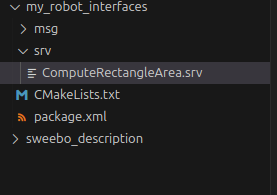 my_robot_interfaces
msg
srv
ComputeRectangleArea.srv
CMakeLists.txt
package.xml
sweebo_description